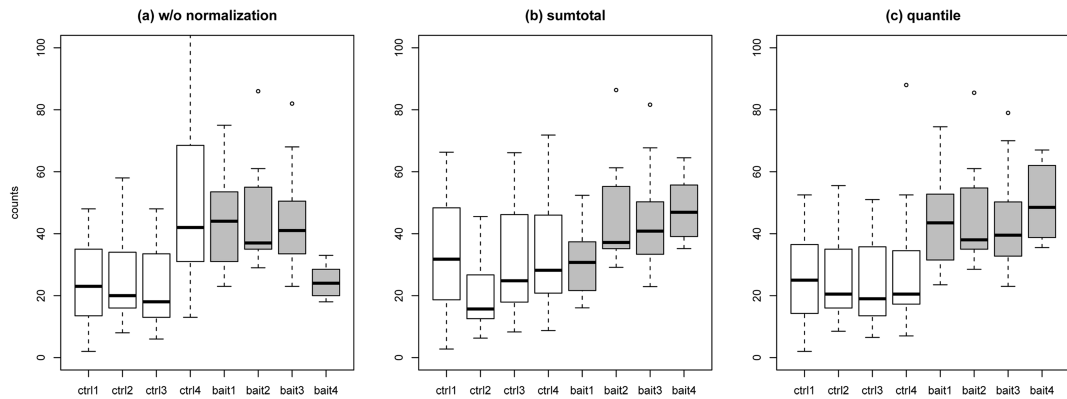 (a) w/o normalization
(b) sumtotal
(c) quantile
counts
100
80
60
40
20
0
ctrl1 ctrl2 ctrl3 ctrl4 bait1 bait2 bait3 bait4
100
80
60
40
20
0
ctrl1 ctrl2 ctrl3 ctrl4 bait1 bait2 bait3 bait4
100
80
60
40
20
0
ctrl1 ctrl2 ctrl3 ctrl4 bait1 bait2 bait3 bait4